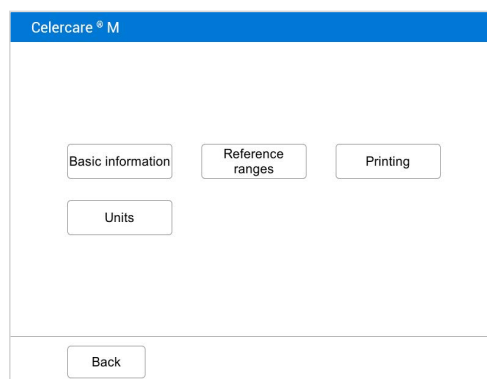 Celercare ® M
Basic information
Reference
ranges
Printing
Units
Back